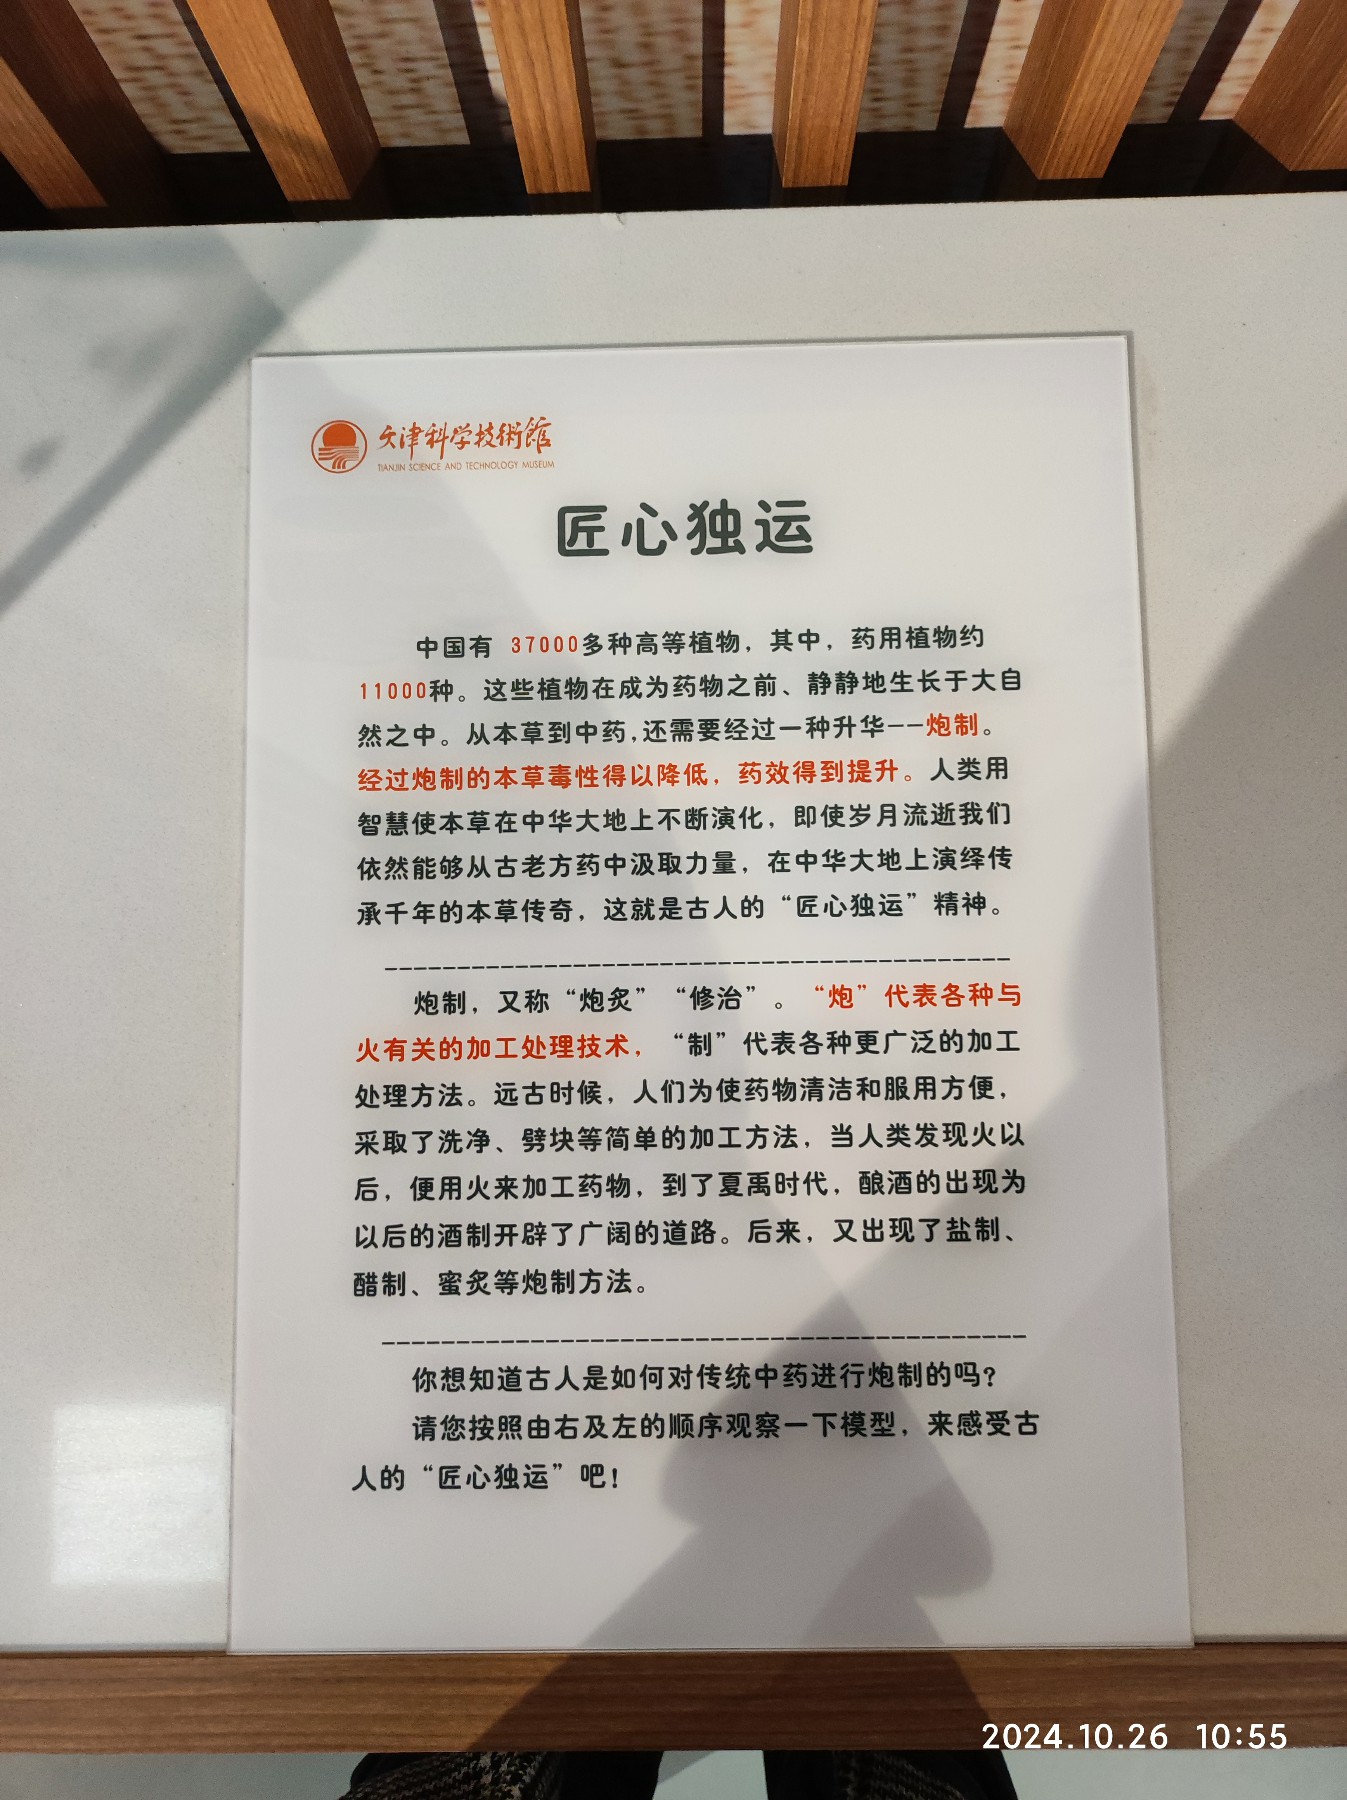 天津科学技術館
TIANJIN SCIENCE AND TECHNOLOGY MUSEUM
匠心独运
中国有 37000多种高等植物，其中，药用植物约
11000种。这些植物在成为药物之前、静静地生长于大自
然之中。从本草到中药,还需要经过一种升华--炮制。
经过炮制的本草毒性得以降低，药效得到提升。人类用
智慧使本草在中华大地上不断演化，即使岁月流逝我们
依然能够从古老方药中汲取力量，在中华大地上演绎传
承千年的本草传奇，这就是古人的“匠心独运”精神。
炮制，又称“炮炙”“修治”。“炮”代表各种与
火有关的加工处理技术，“制”代表各种更广泛的加工
处理方法。远古时候，人们为使药物清洁和服用方便，
采取了洗净、劈块等简单的加工方法，当人类发现火以
后，便用火来加工药物，到了夏禹时代，酿酒的出现为
以后的酒制开辟了广阔的道路。后来，又出现了盐制、
醋制、蜜炙等炮制方法。
你想知道古人是如何对传统中药进行炮制的吗?
请您按照由右及左的顺序观察一下模型，来感受古
人的“匠心独运”吧!
2024.10.26 10:55